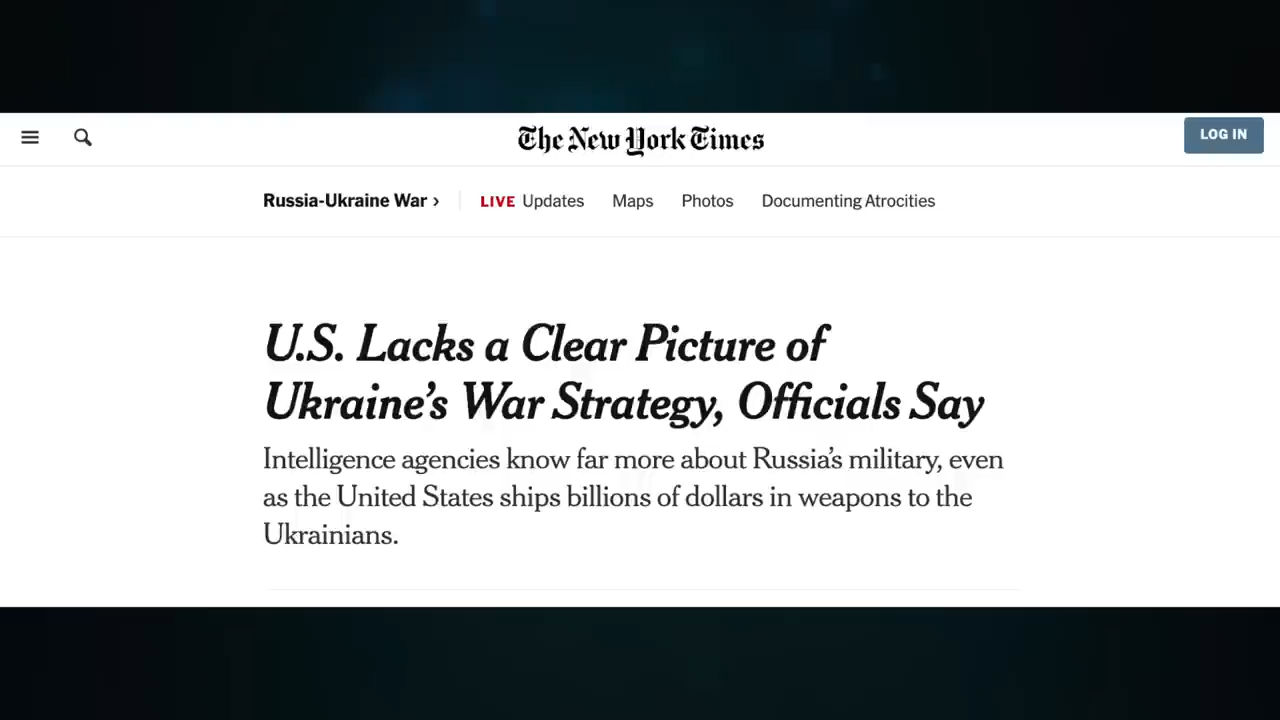 The New York Times
LOG IN
Russia-Ukraine War ›
LIVE Updates
Maps
Photos
Documenting Atrocities
U.S. Lacks a Clear Picture of
Ukraine’s War Strategy, Officials Say
Intelligence agencies know far more about Russia’s military, even
as the United States ships billions of dollars in weapons to the
Ukrainians.